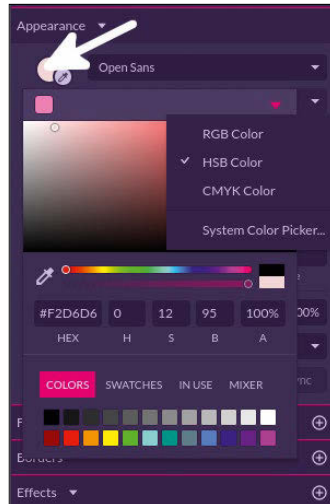 Appearance
Open Sans
RGB Color
HSB Color
CMYK Color
System Color Picker...
#F2D6D6 0 12 95 100%
HEX H S B A
COLORS SWATCHES IN USE MIXER
Effects